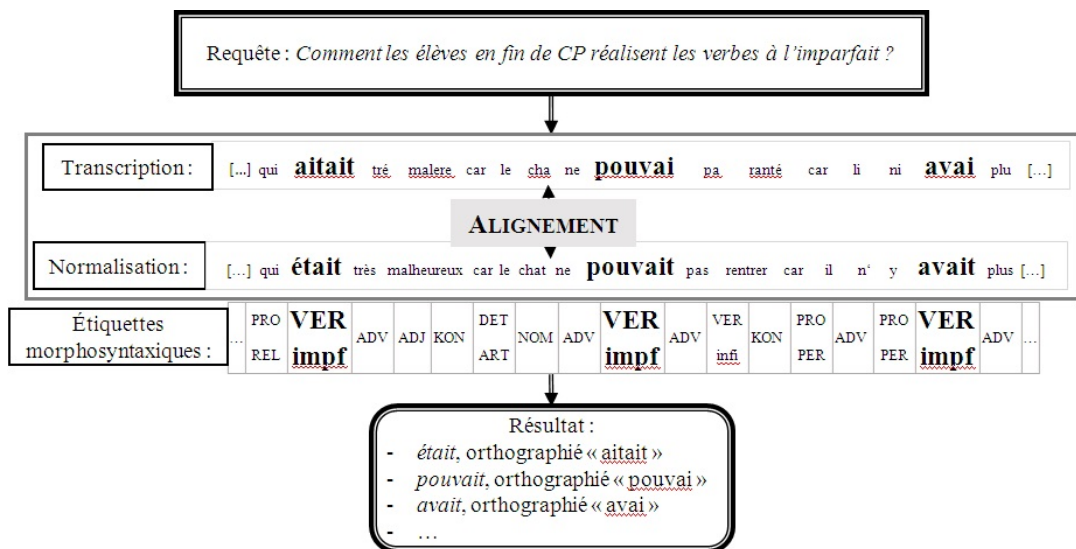 Requête : Comment les élèves en fin de CP réalisent les verbes à l’imparfait ?
Transcription :
[...] qui aitait tré malere car le cha ne pouvai pa ranté car li ni avai plu […]
ALIGNEMENT
Normalisation :
[…] qui était très malheureux car le chat ne pouvait pas rentrer car il n‘ y avait plus […]
Étiquettes
morphosyntaxiques :
... PRO REL VER impf ADV ADJ KON DET ART NOM ADV VER impf ADV VER infi KON PRO PER ADV PRO PER VER impf ADV ...
Résultat :
- était, orthographié « aitait »
- pouvait, orthographié « pouvai »
- avait, orthographié « avai »
- …